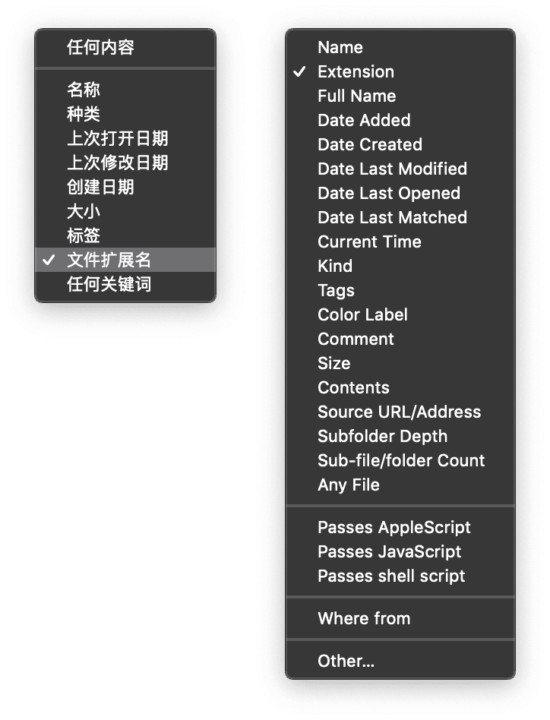 任何内容
名称
种类
上次打开日期
上次修改日期
创建日期
大小
标签
文件扩展名
任何关键词
Name
Extension
Full Name
Date Added
Date Created
Date Last Modified
Date Last Opened
Date Last Matched
Current Time
Kind
Tags
Color Label
Comment
Size
Contents
Source URL/Address
Subfolder Depth
Sub-file/folder Count
Any File
Passes AppleScript
Passes JavaScript
Passes shell script
Where from
Other...